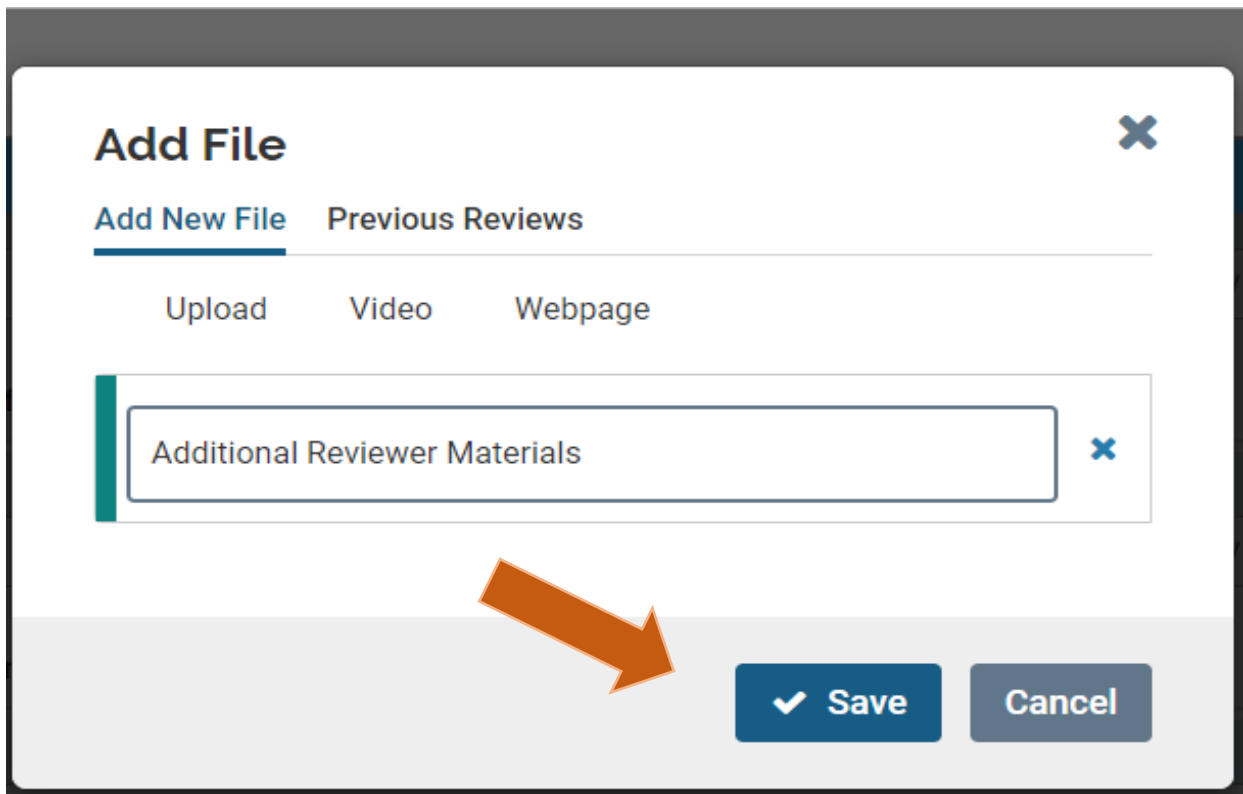 Add File
Add New File Previous Reviews
Upload Video Webpage
Additional Reviewer Materials
Save Cancel